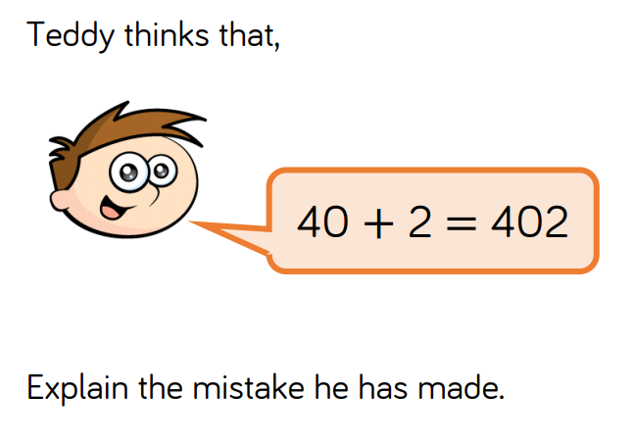 Teddy thinks that,
40 + 2 = 402
Explain the mistake he has made.